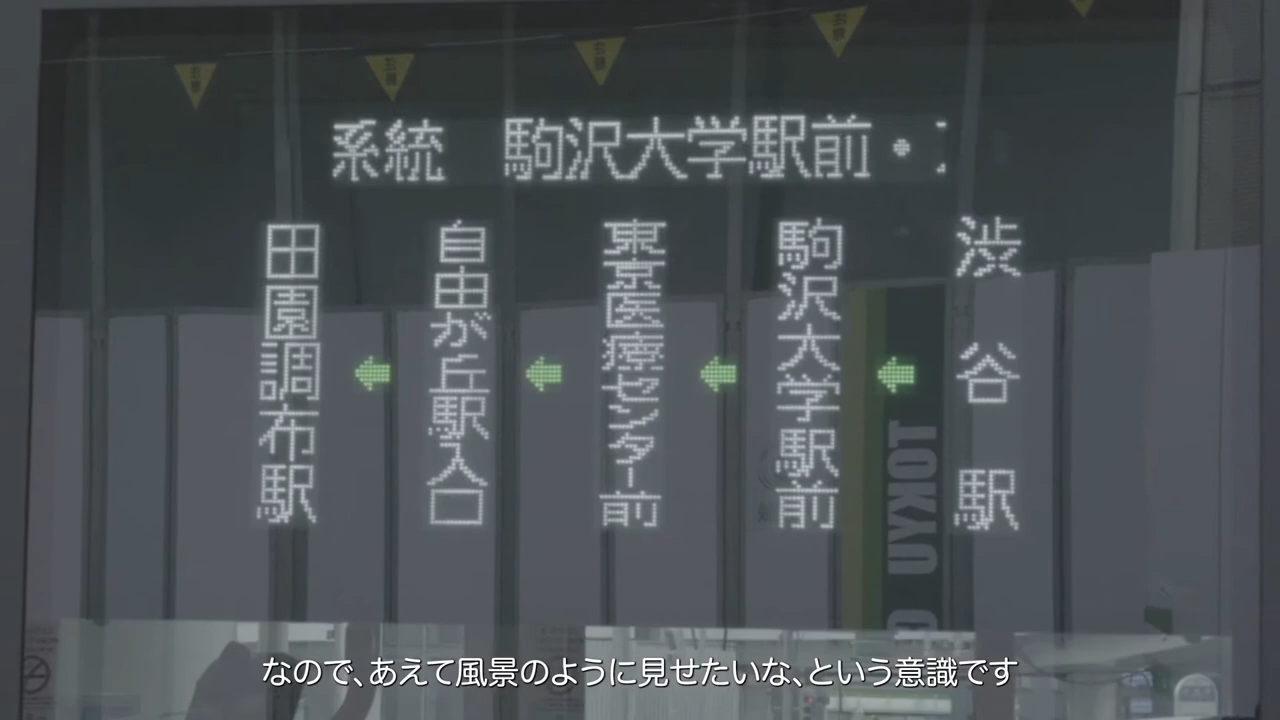 系統　駒沢大学駅前・
渋谷駅
駒沢大学駅前
東京医療センター前
自由が丘駅入口
田園調布駅
TOKYU
なので、あえて風景のように見せたいな、という意識です